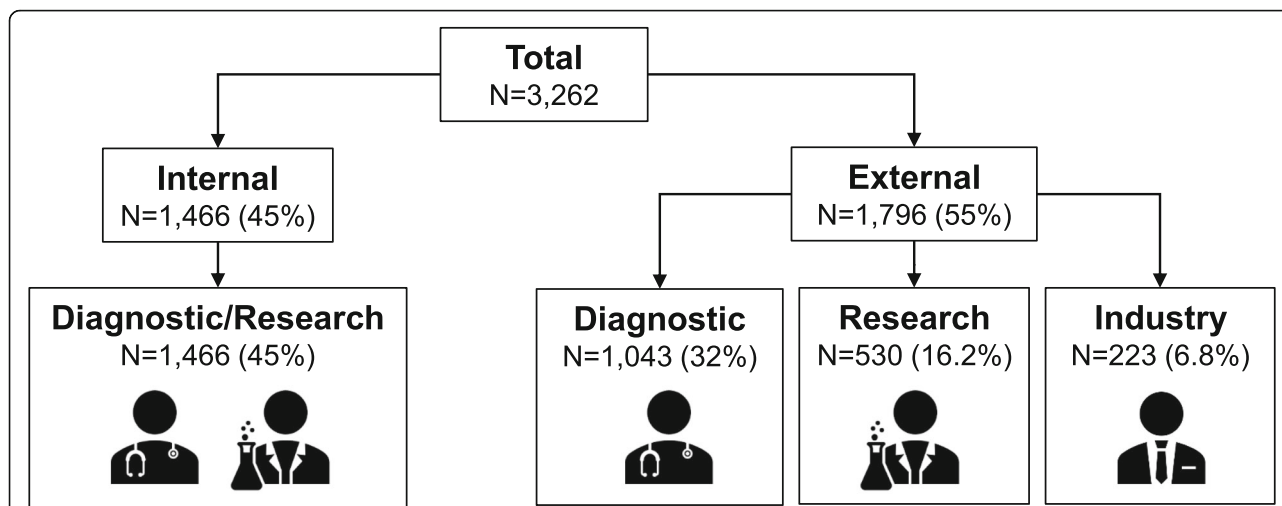 Total
N=3,262
Internal
N=1,466 (45%)
External
N=1,796 (55%)
Diagnostic/Research
N=1,466 (45%)
Diagnostic
N=1,043 (32%)
Research
N=530 (16.2%)
Industry
N=223 (6.8%)